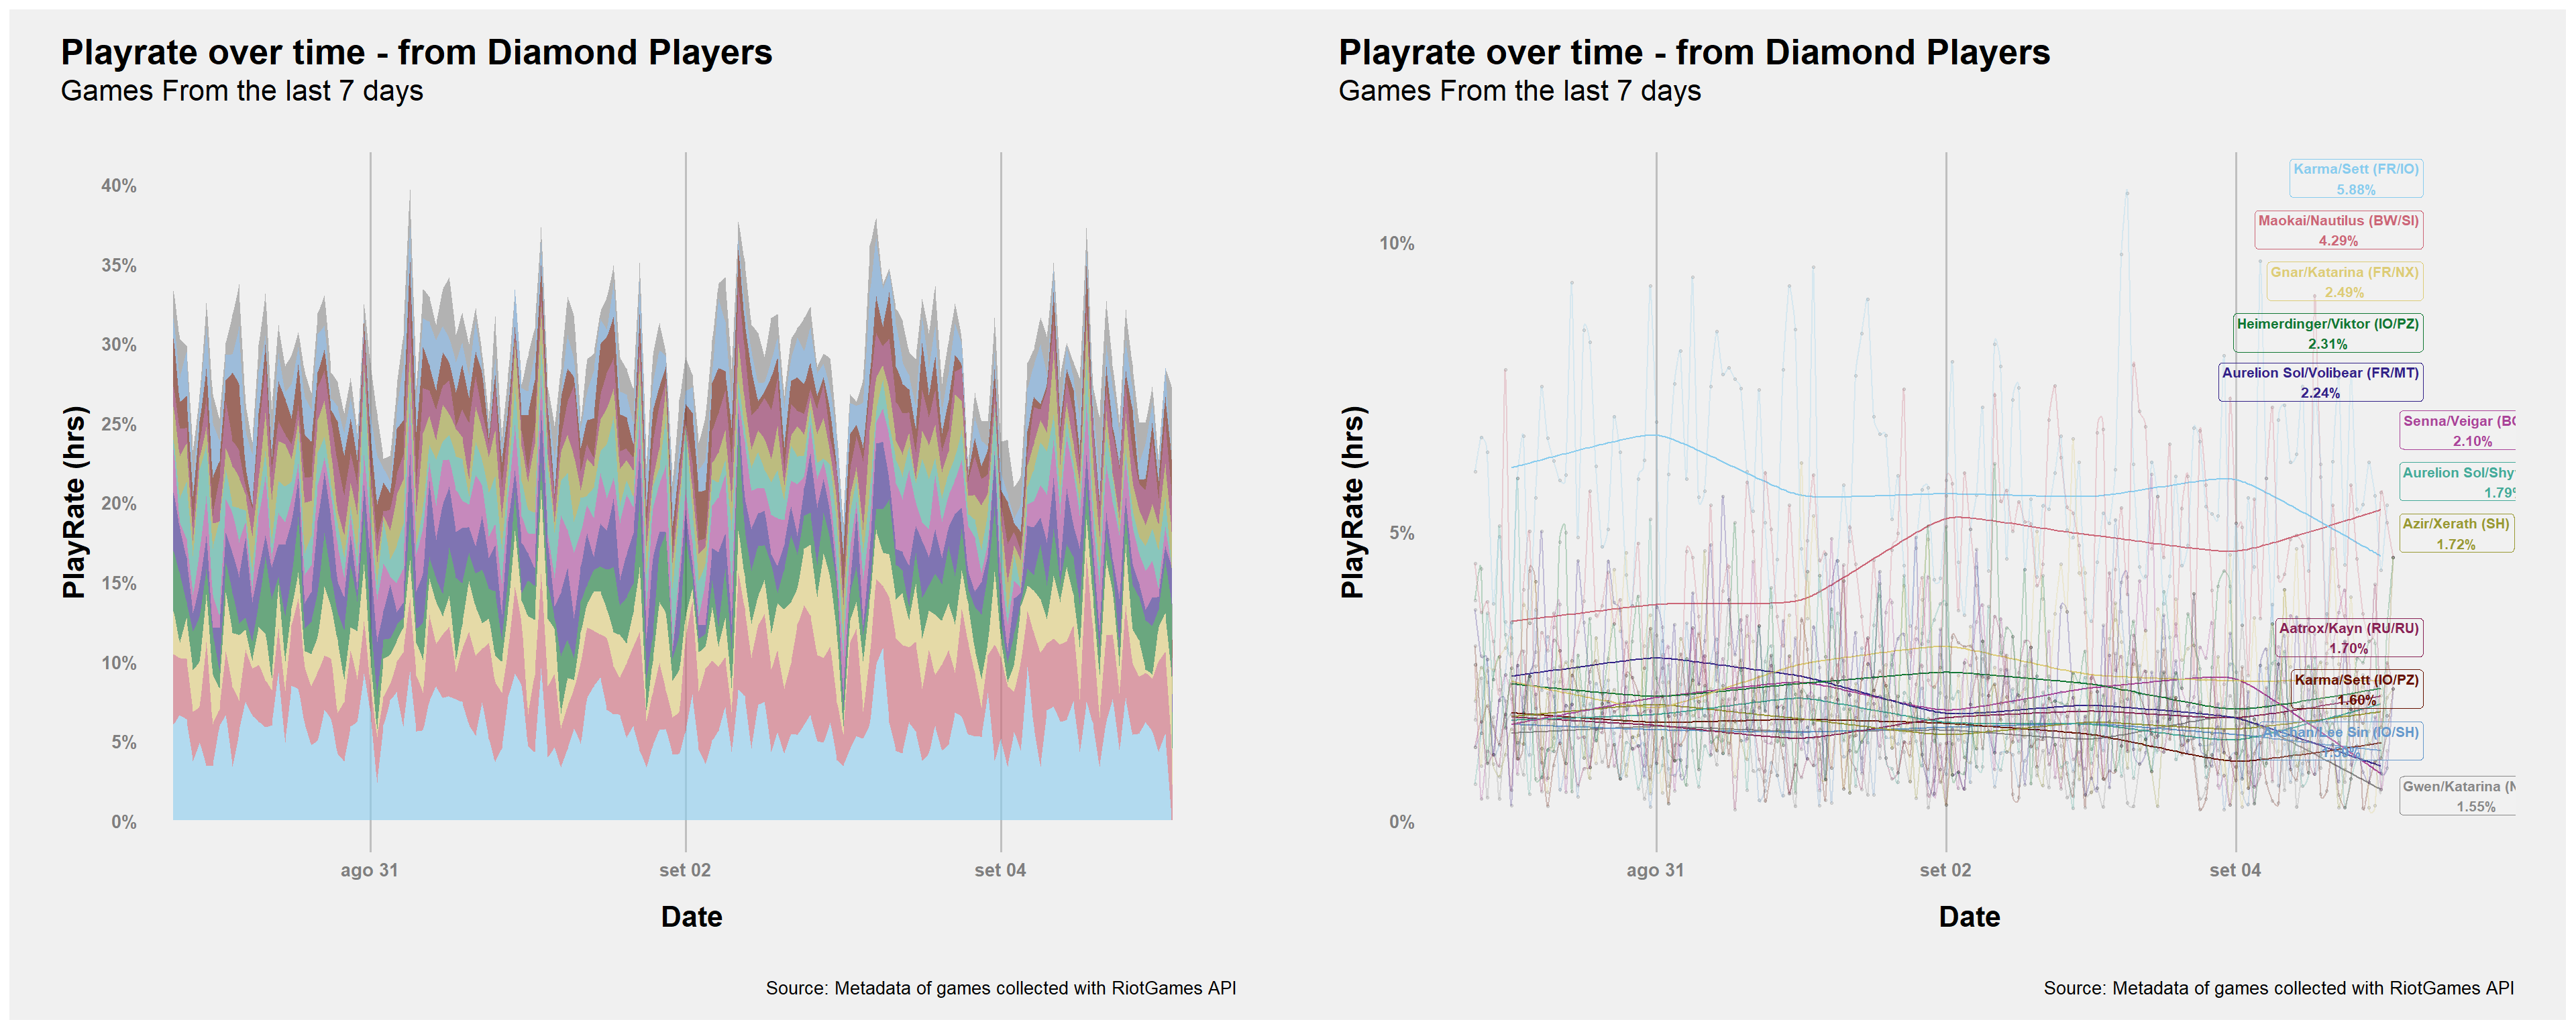 Playrate over time - from Diamond Players
Games From the last 7 days
PlayRate (hrs)
40%
35%
30%
25%
20%
15%
10%
5%
0%
ago 31
set 02
set 04
Date
Source: Metadata of games collected with RiotGames API
Playrate over time - from Diamond Players
Games From the last 7 days
PlayRate (hrs)
10%
5%
0%
Karma/Sett (FR/IO)
5.88%
Maokai/Nautilus (BW/SI)
4.29%
Gnar/Katarina (FR/NX)
2.49%
Heimerdinger/Viktor (IO/PZ)
2.31%
Aurelion Sol/Volibear (FR/MT)
2.24%
Senna/Veigar
2.10%
Aurelion
1.79
Azir/Xerath (SH)
1.72%
Aatrox/Kayn (RU/RU)
1.70%
Karma/Sett (IO/PZ)
1.60%
Akshan/Lee Sin (IO/SH)
Gwen/Katarina
1.55%
ago 31
set 02
set 04
Date
Source: Metadata of games collected with RiotGames API